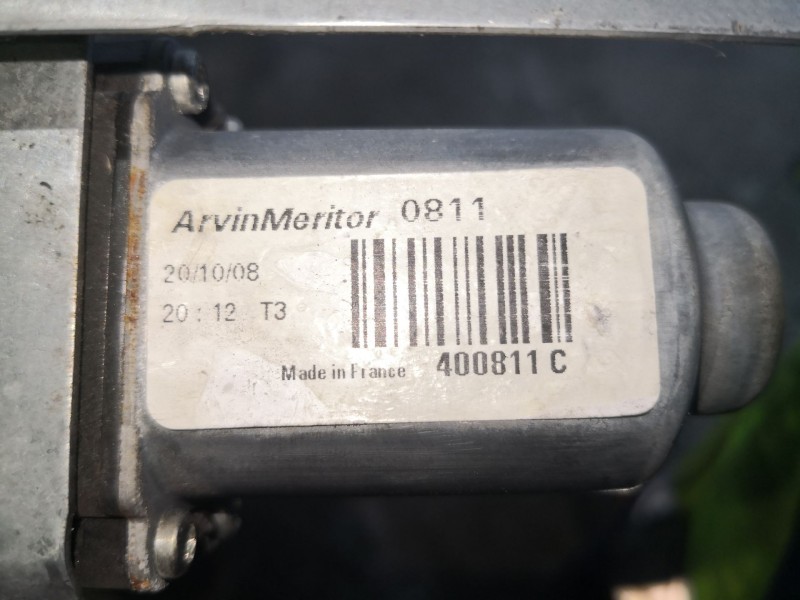 ArvinMeritor 0811
20/10/08
20:12 T3
Made in France 400811 C